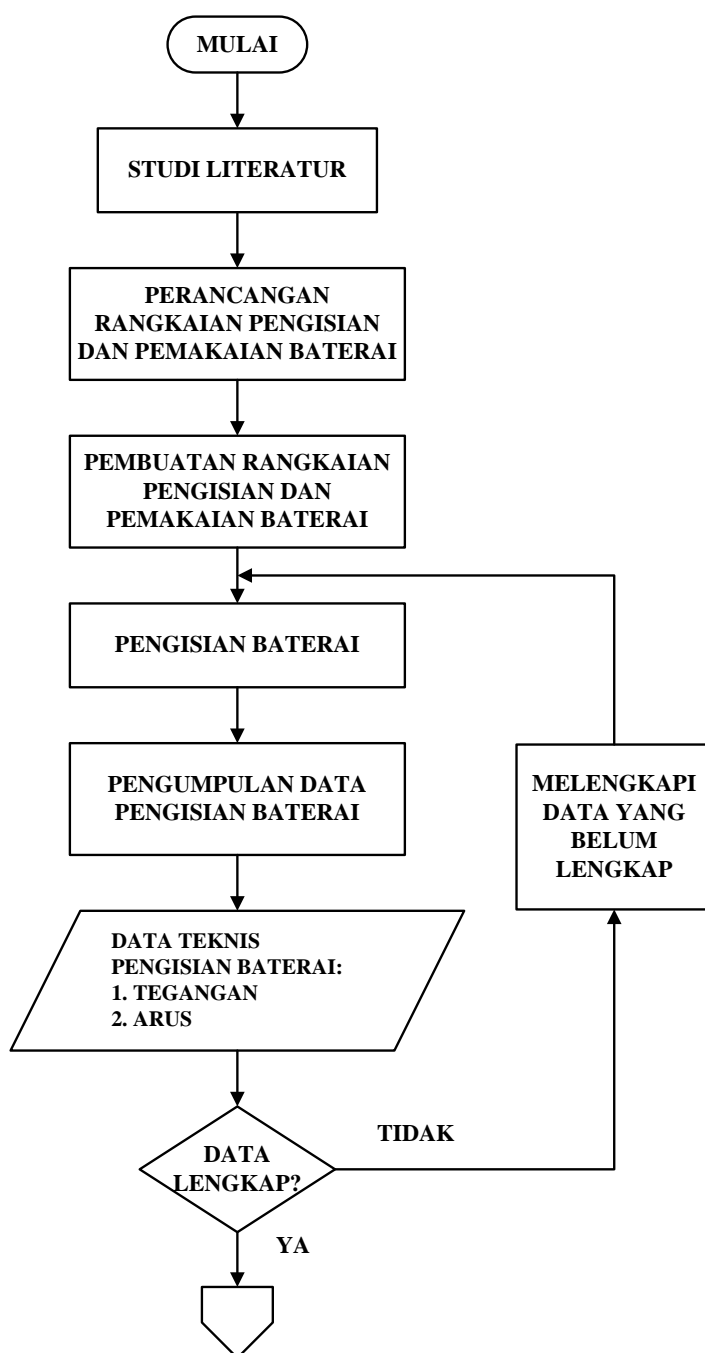 MULAI
STUDI LITERATUR
PERANCANGAN
RANGKAIAN PENGISIAN
DAN PEMAKAIAN BATERAI
PEMBUATAN RANGKAIAN
PENGISIAN DAN
PEMAKAIAN BATERAI
PENGISIAN BATERAI
PENGUMPULAN DATA
PENGISIAN BATERAI
MELENGKAPI
DATA YANG
BELUM
LENGKAP
DATA TEKNIS
PENGISIAN BATERAI:
1. TEGANGAN
2. ARUS
DATA
LENGKAP?
TIDAK
YA